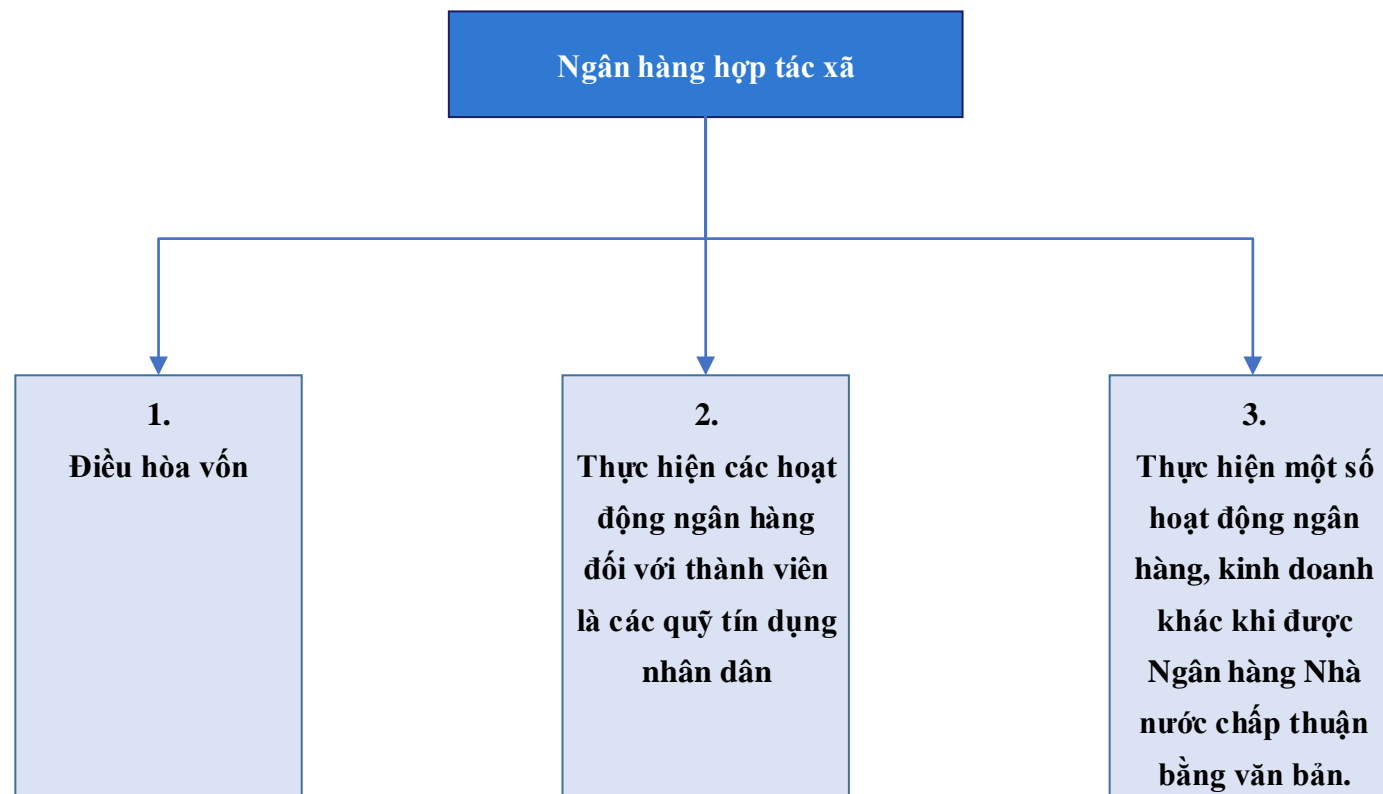 Ngân hàng hợp tác xã
1.
Điều hòa vốn
2.
Thực hiện các hoạt
động ngân hàng
đối với thành viên
là các quỹ tín dụng
nhân dân
3.
Thực hiện một số
hoạt động ngân
hàng, kinh doanh
khác khi được
Ngân hàng Nhà
nước chấp thuận
bằng văn bản.